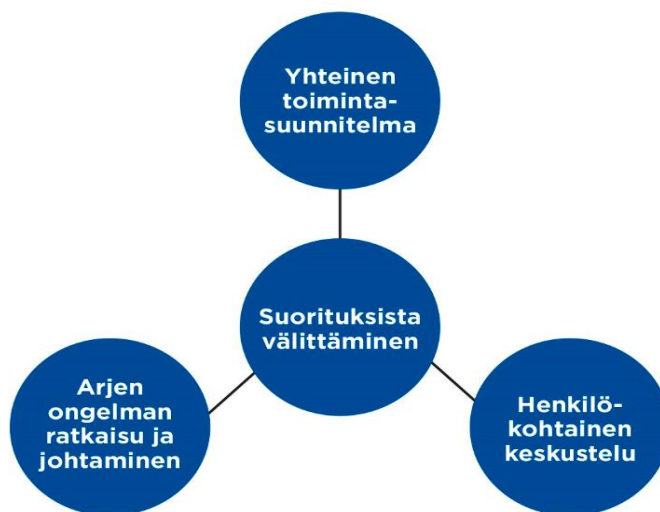 Yhteinen
toiminta-
suunnitelma
Suorituksista
välittäminen
Arjen
ongelman
ratkaisu ja
johtaminen
Henkilö-
kohtainen
keskustelu